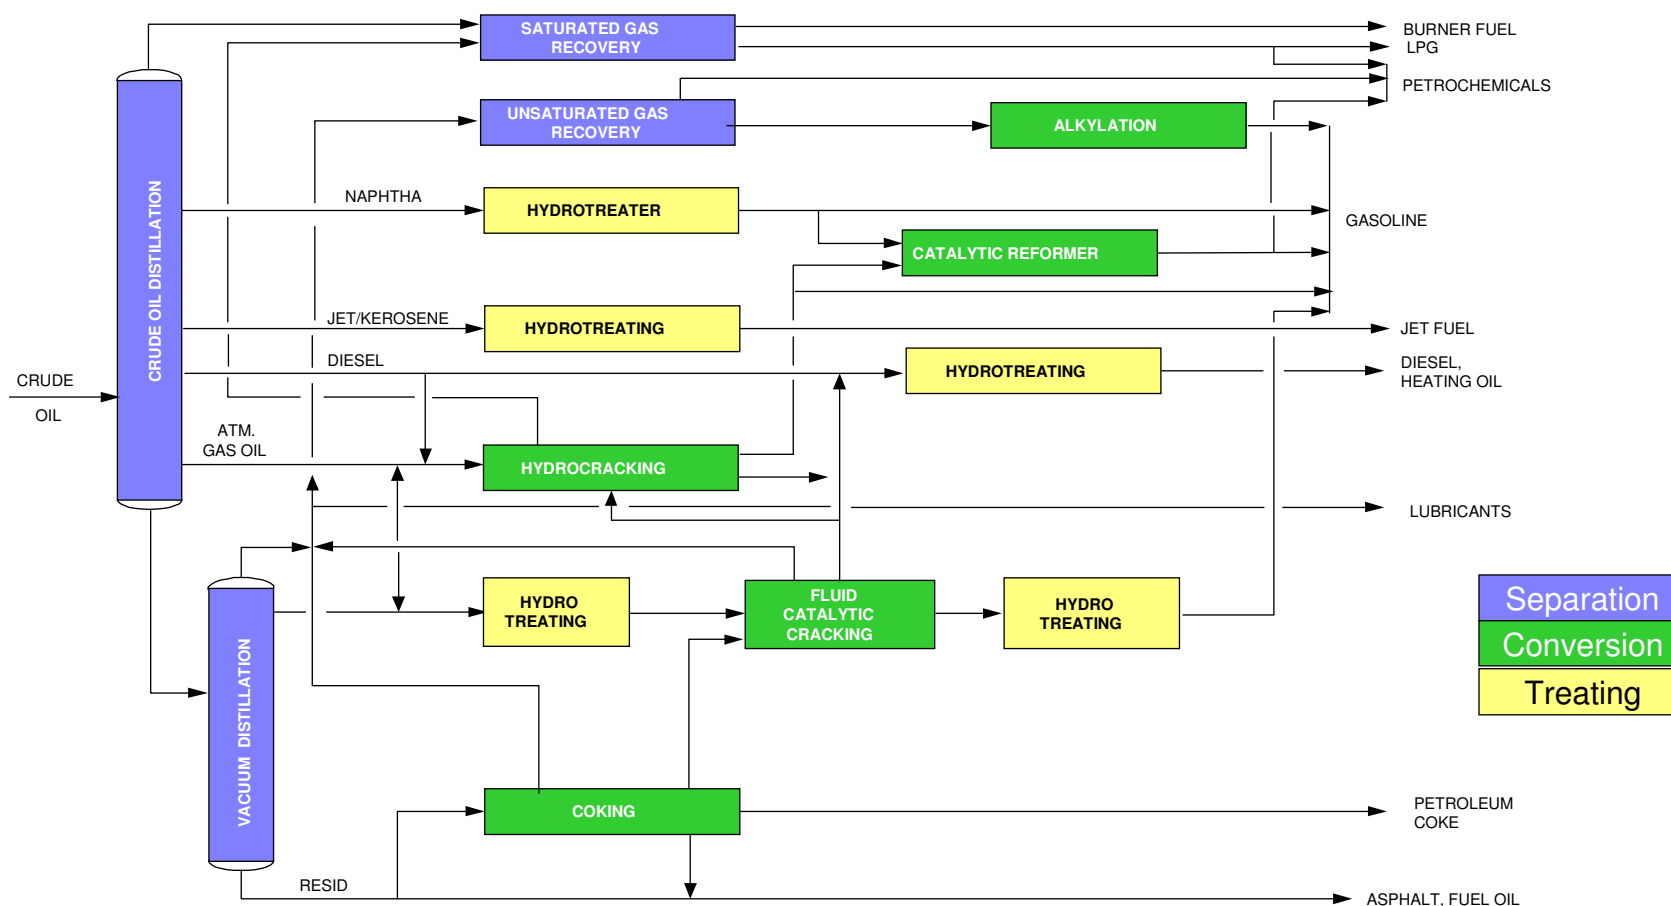 SATURATED GAS
RECOVERY
BURNER FUEL
LPG
PETROCHEMICALS
UNSATURATED GAS
RECOVERY
ALKYLATION
CRUDE OIL DISTILLATION
NAPHTHA
HYDROTREATER
GASOLINE
CATALYTIC REFORMER
JET/KEROSENE
HYDROTREATING
JET FUEL
DIESEL
HYDROTREATING
DIESEL,
HEATING OIL
CRUDE
OIL
ATM.
GAS OIL
HYDROCRACKING
LUBRICANTS
VACUUM DISTILLATION
HYDRO
TREATING
FLUID
CATALYTIC
CRACKING
HYDRO
TREATING
Separation
Conversion
Treating
COKING
PETROLEUM
COKE
RESID
ASPHALT, FUEL OIL